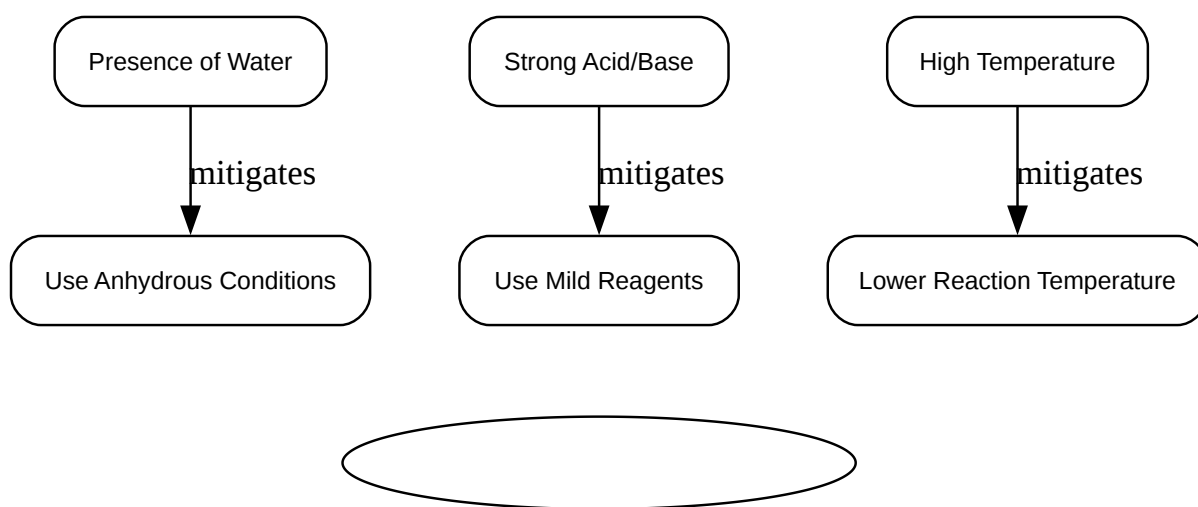 Presence of Water
Strong Acid/Base
High Temperature
mitigates
mitigates
mitigates
Use Anhydrous Conditions
Use Mild Reagents
Lower Reaction Temperature